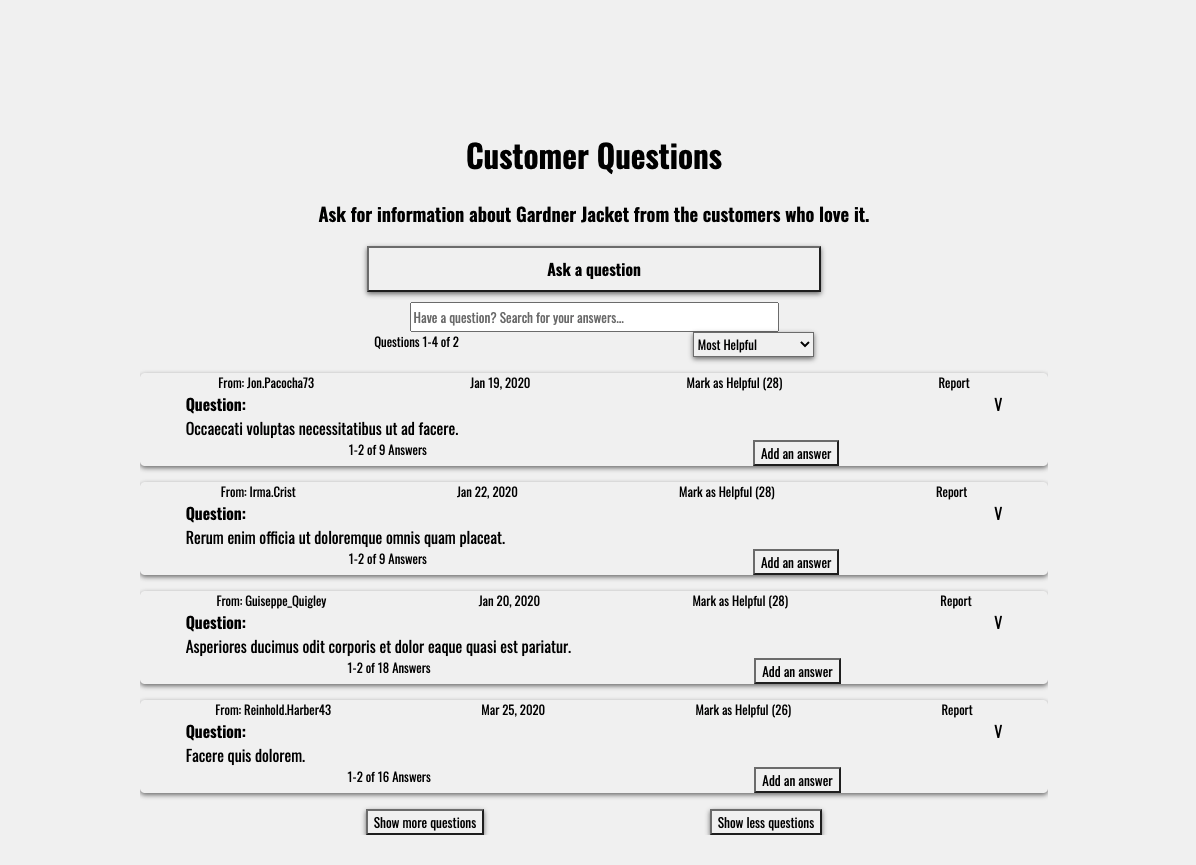 Customer Questions
Ask for information about Gardner Jacket from the customers who love it.
Ask a question
Have a question? Search for your answers...
Questions 1-4 of 2
Most Helpful
From: Jon.Pacocha73 Jan 19, 2020 Mark as Helpful (28) Report
Question: V
Occaecati voluptas necessitatibus ut ad facere.
1-2 of 9 Answers Add an answer
From: Irma.Crist Jan 22, 2020 Mark as Helpful (28) Report
Question: V
Rerum enim officia ut doloremque omnis quam placeat.
1-2 of 9 Answers Add an answer
From: Guiseppe_Quigley Jan 20, 2020 Mark as Helpful (28) Report
Question: V
Asperiores ducimus odit corporis et dolor eaque quasi est pariatur.
1-2 of 18 Answers Add an answer
From: Reinhold.Harber43 Mar 25, 2020 Mark as Helpful (26) Report
Question: V
Facere quis dolorem.
1-2 of 16 Answers Add an answer
Show more questions Show less questions